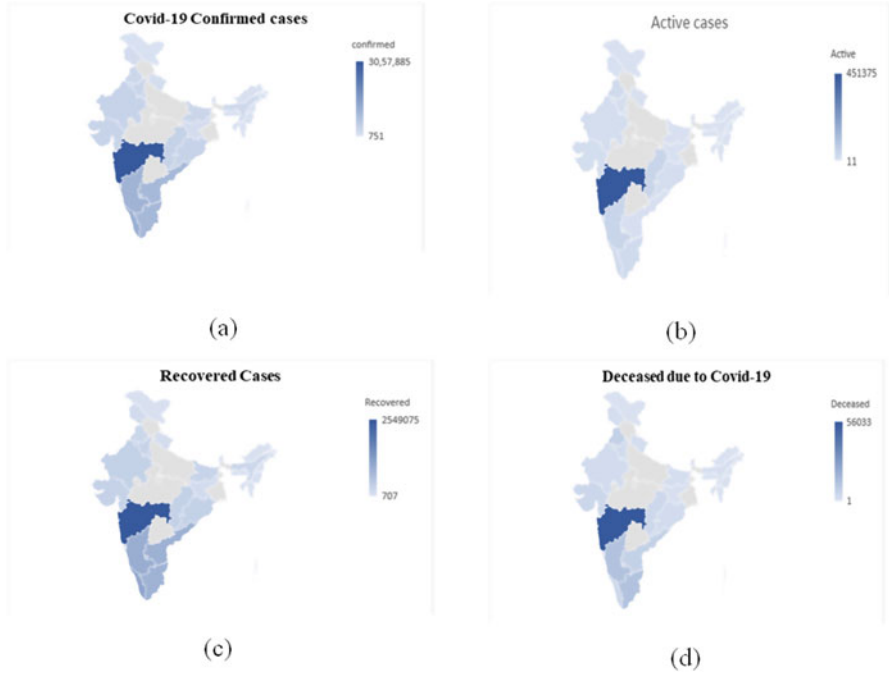 Covid-19 Confirmed cases
confirmed
30,57,885
751
(a)
Active cases
Active
451375
11
(b)
Recovered Cases
Recovered
2549075
707
(c)
Deceased due to Covid-19
Deceased
56033
1
(d)